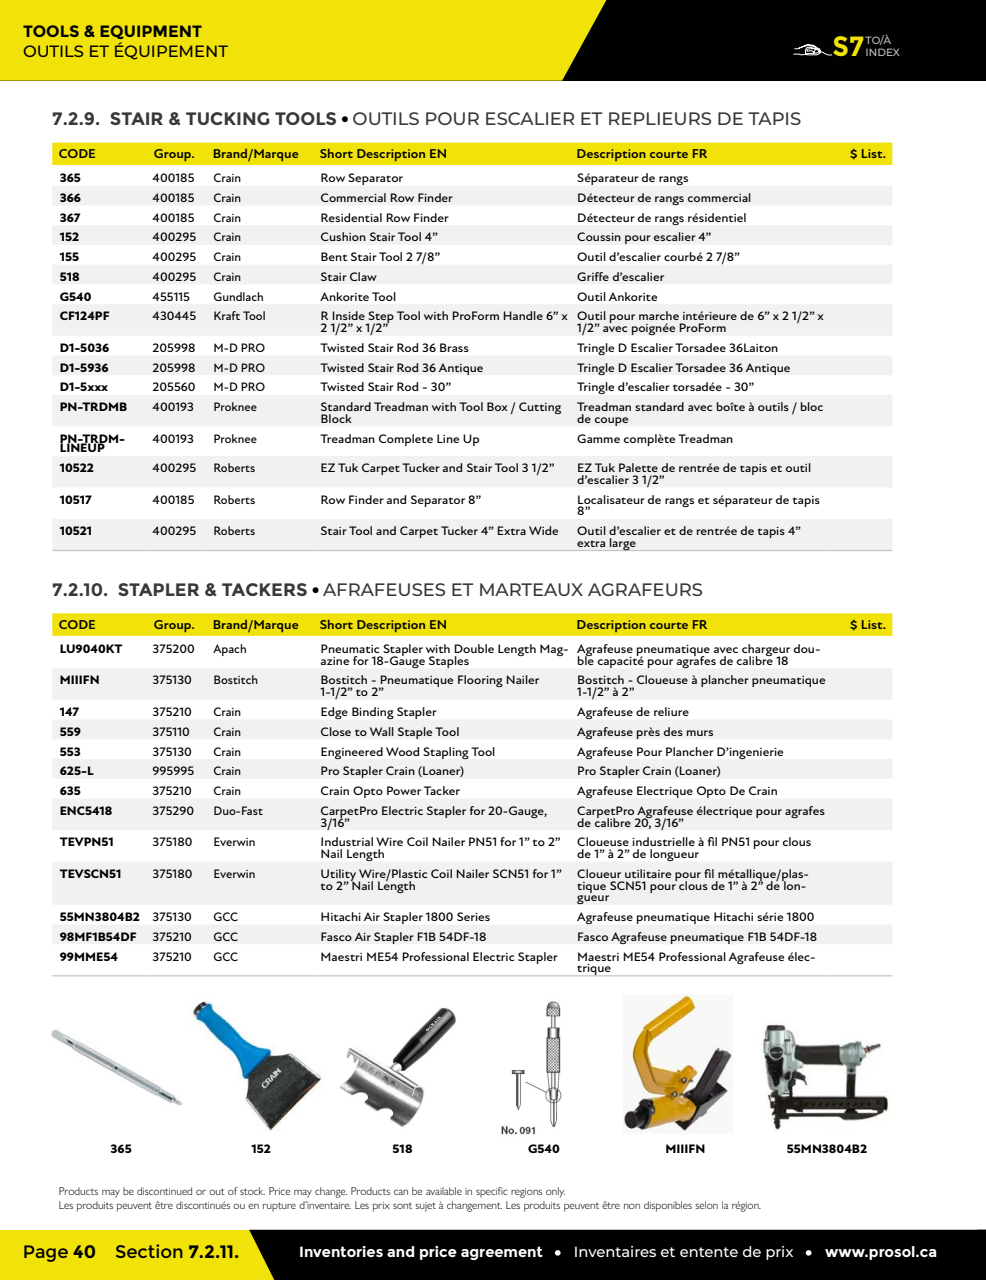 TOOLS & EQUIPMENT
OUTILS ET ÉQUIPEMENT
S7 TO/À
INDEX
7.2.9. STAIR & TUCKING TOOLS • OUTILS POUR ESCALIER ET REPLIEURS DE TAPIS
CODE Group. Brand/Marque Short Description EN Description courte FR $ List.
365 400185 Crain Row Separator Séparateur de rangs
366 400185 Crain Commercial Row Finder Détecteur de rangs commercial
367 400185 Crain Residential Row Finder Détecteur de rangs résidentiel
152 400295 Crain Cushion Stair Tool 4” Coussin pour escalier 4”
155 400295 Crain Bent Stair Tool 2 7/8” Outil d’escalier courbé 2 7/8”
518 400295 Crain Stair Claw Griffe d’escalier
G540 455115 Gundlach Ankorite Tool Outil Ankorite
CF124PF 430445 Kraft Tool R Inside Step Tool with ProForm Handle 6” x Outil pour marche intérieure de 6” x 2 1/2” x
2 1/2” x 1/2” 1/2” avec poignée ProForm
D1-5036 205998 M-D PRO Twisted Stair Rod 36 Brass Tringle D Escalier Torsadee 36Laiton
D1-5936 205998 M-D PRO Twisted Stair Rod 36 Antique Tringle D Escalier Torsadee 36 Antique
D1-5xxx 205560 M-D PRO Twisted Stair Rod - 30” Tringle d’escalier torsadée - 30”
PN-TRDMB 400193 Proknee Standard Treadman with Tool Box / Cutting Treadman standard avec boîte à outils / bloc
Block de coupe
PN-TRDM- 400193 Proknee Treadman Complete Line Up Gamme complète Treadman
LINEUP
10522 400295 Roberts EZ Tuk Carpet Tucker and Stair Tool 3 1/2” EZ Tuk Palette de rentrée de tapis et outil
d’escalier 3 1/2”
10517 400185 Roberts Row Finder and Separator 8” Localisateur de rangs et séparateur de tapis
8”
10521 400295 Roberts Stair Tool and Carpet Tucker 4” Extra Wide Outil d’escalier et de rentrée de tapis 4”
extra large
7.2.10. STAPLER & TACKERS • AFRAFEUSES ET MARTEAUX AGRAFEURS
CODE Group. Brand/Marque Short Description EN Description courte FR $ List.
LU9040KT 375200 Apach Pneumatic Stapler with Double Length Mag- Agrafeuse pneumatique avec chargeur dou-
azine for 18-Gauge Staples ble capacité pour agrafes de calibre 18
MIIIFN 375130 Bostitch Bostitch - Pneumatique Flooring Nailer Bostitch - Cloueuse à plancher pneumatique
1-1/2” to 2” 1-1/2” à 2”
147 375210 Crain Edge Binding Stapler Agrafeuse de reliure
559 375110 Crain Close to Wall Staple Tool Agrafeuse près des murs
553 375130 Crain Engineered Wood Stapling Tool Agrafeuse Pour Plancher D’ingenierie
625-L 995995 Crain Pro Stapler Crain (Loaner) Pro Stapler Crain (Loaner)
635 375210 Crain Crain Opto Power Tacker Agrafeuse Electrique Opto De Crain
ENC5418 375290 Duo-Fast CarpetPro Electric Stapler for 20-Gauge, CarpetPro Agrafeuse électrique pour agrafes
3/16” de calibre 20, 3/16”
TEVPN51 375180 Everwin Industrial Wire Coil Nailer PN51 for 1” to 2” Cloueuse industrielle à fil PN51 pour clous
Nail Length de 1” à 2” de longueur
TEVSCN51 375180 Everwin Utility Wire/Plastic Coil Nailer SCN51 for 1” Cloueur utilitaire pour fil métallique/plas-
to 2” Nail Length tique SCN51 pour clous de 1” à 2” de lon-
gueur
55MN3804B2 375130 GCC Hitachi Air Stapler 1800 Series Agrafeuse pneumatique Hitachi série 1800
98MF1B54DF 375210 GCC Fasco Air Stapler F1B 54DF-18 Fasco Agrafeuse pneumatique F1B 54DF-18
99MME54 375210 GCC Maestri ME54 Professional Electric Stapler Maestri ME54 Professional Agrafeuse élec-
trique
CRAIN
CRAIN
No. 091
365 152 518 G540 MIIIFN 55MN3804B2
Products may be discontinued or out of stock. Price may change. Products can be available in specific regions only.
Les produits peuvent être discontinués ou en rupture d’inventaire. Les prix sont sujet à changement. Les produits peuvent être non disponibles selon la région.
Page 40 Section 7.2.11. Inventories and price agreement • Inventaires et entente de prix • www.prosol.ca